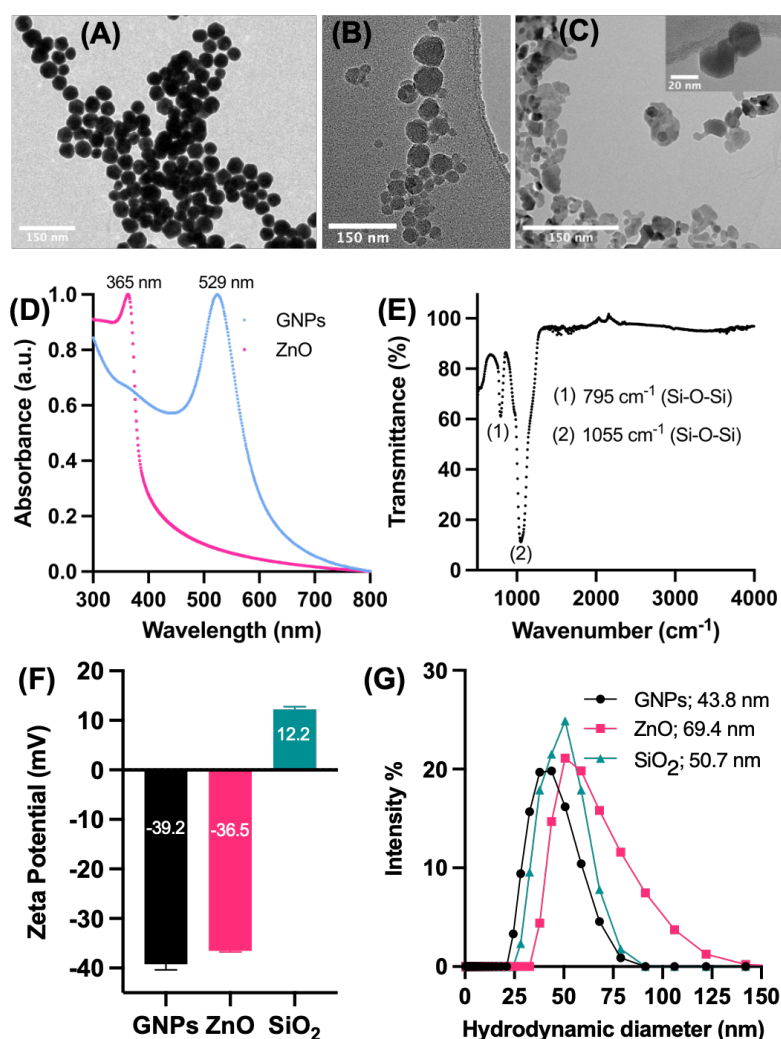 (A)
150 nm
(B)
150 nm
(C)
20 nm
150 nm
(D)
365 nm 529 nm
GNPs
ZnO
Absorbance (a.u.)
1.0
0.8
0.6
0.4
0.2
0.0
300 400 500 600 700 800
Wavelength (nm)
(E)
Transmittance (%)
100
80
60
40
20
0
(1) 795 cm⁻¹ (Si-O-Si)
(2) 1055 cm⁻¹ (Si-O-Si)
(1)
(2)
1000 2000 3000 4000
Wavenumber (cm⁻¹)
(F)
Zeta Potential (mV)
20
10
0
-10
-20
-30
-40
12.2
-39.2
-36.5
GNPs ZnO SiO₂
(G)
Intensity %
30
20
10
0
GNPs; 43.8 nm
ZnO; 69.4 nm
SiO₂; 50.7 nm
0 25 50 75 100 125 150
Hydrodynamic diameter (nm)